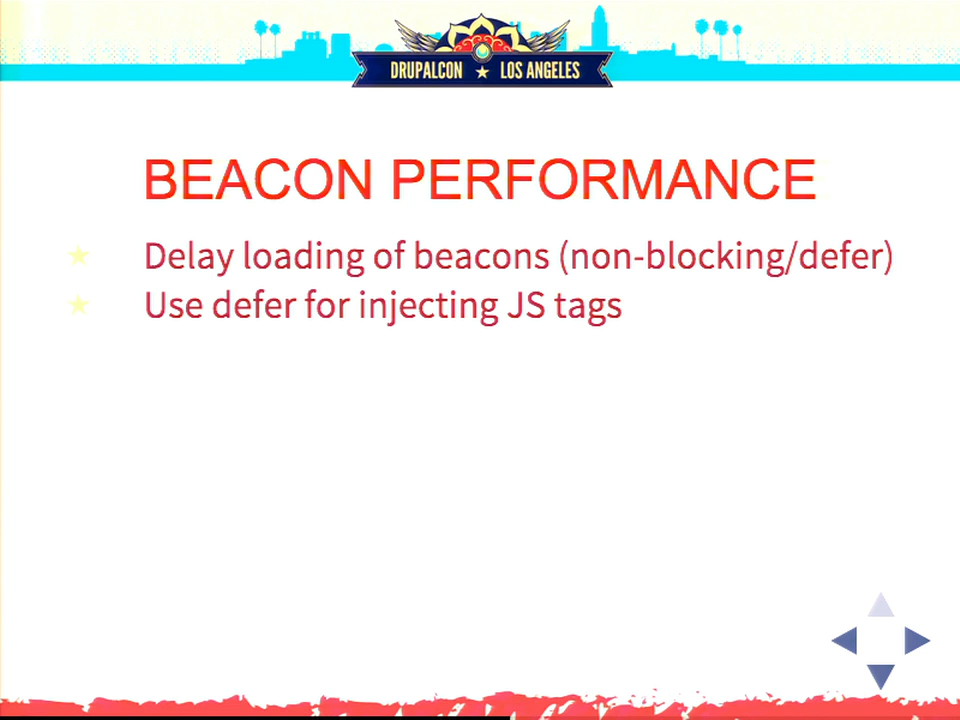 DRUPALCON ★ LOS ANGELES
BEACON PERFORMANCE
★ Delay loading of beacons (non-blocking/defer)
★ Use defer for injecting JS tags